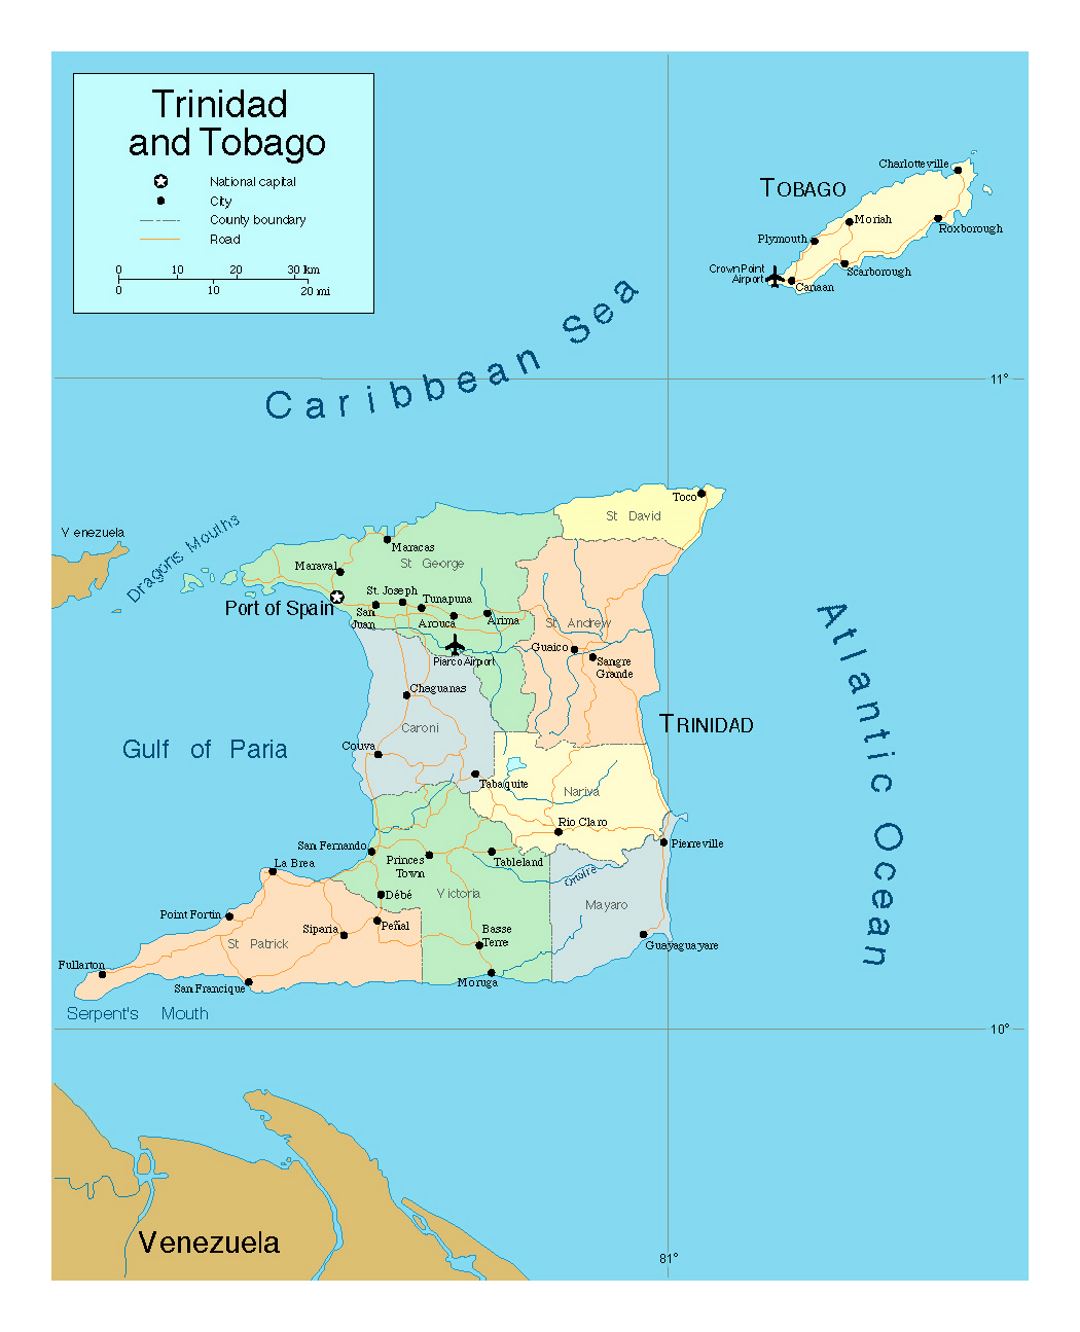 Trinidad
and Tobago
National capital
City
County boundary
Road
0 10 20 30 km
0 10 20 mi
Charlotteville
TOBAGO
Moriah
Roxborough
Plymouth
Crown Point
Airport
Scarborough
Canaan
Caribbean Sea
11°
Toco
St David
Venezuela
Dragons Mouths
Maracas
St George
Maraval
St. Joseph
Tunapuna
Port of Spain
San
Juan
Arouca
Arima
St Andrew
Guaico
Sangre
Grande
Piarco Airport
Atlantic Ocean
Chaguanas
Caroni
TRINIDAD
Gulf of Paria
Couva
Tabaquite
Nariva
Rio Claro
San Fernando
Pierreville
Princes
Town
Tableland
La Brea
Ortoire
Débé
Victoria
Mayaro
Point Fortin
Peñal
Siparia
St Patrick
Basse
Terre
Guayaguayare
Fullarton
San Francique
Moruga
Serpent's Mouth
10°
Venezuela
81°